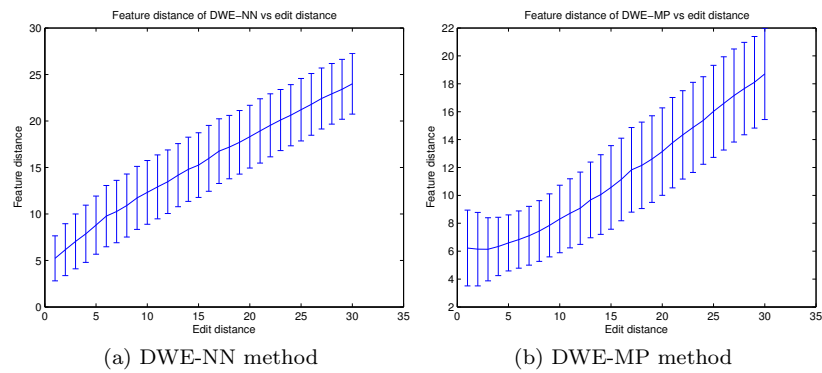 Feature distance of DWE−NN vs edit distance
30
25
20
15
10
5
0
Feature distance
0 5 10 15 20 25 30 35
Edit distance
(a) DWE-NN method
Feature distance of DWE−MP vs edit distance
22
20
18
16
14
12
10
8
6
4
2
Feature distance
0 5 10 15 20 25 30 35
Edit distance
(b) DWE-MP method